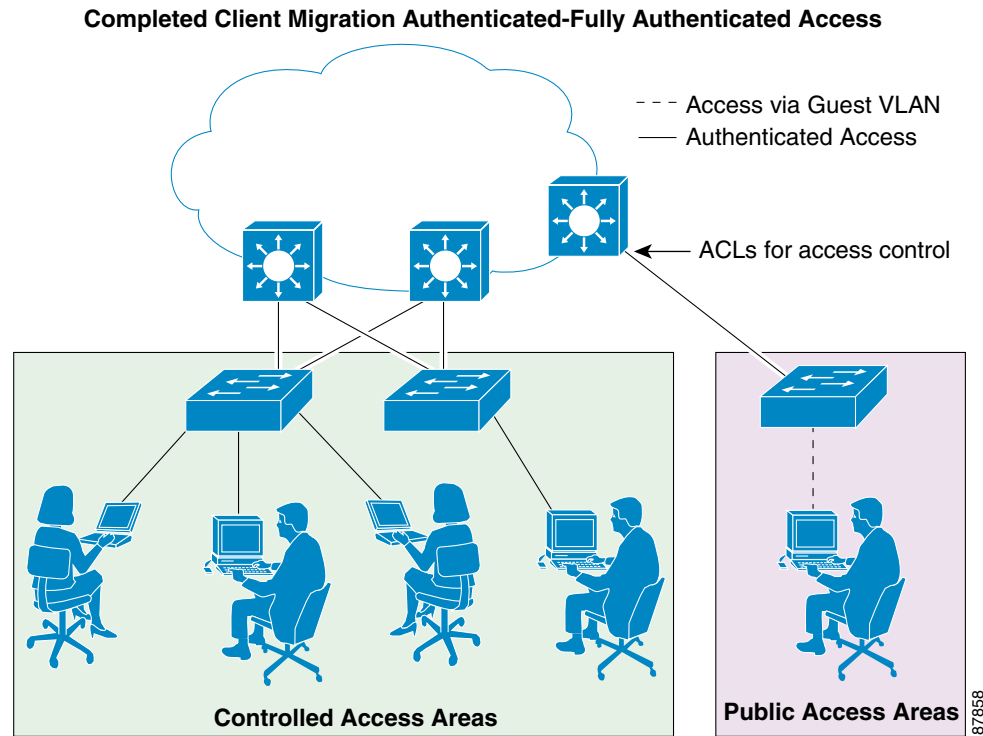 Completed Client Migration Authenticated-Fully Authenticated Access
Access via Guest VLAN
Authenticated Access
ACLs for access control
Controlled Access Areas
Public Access Areas
87858